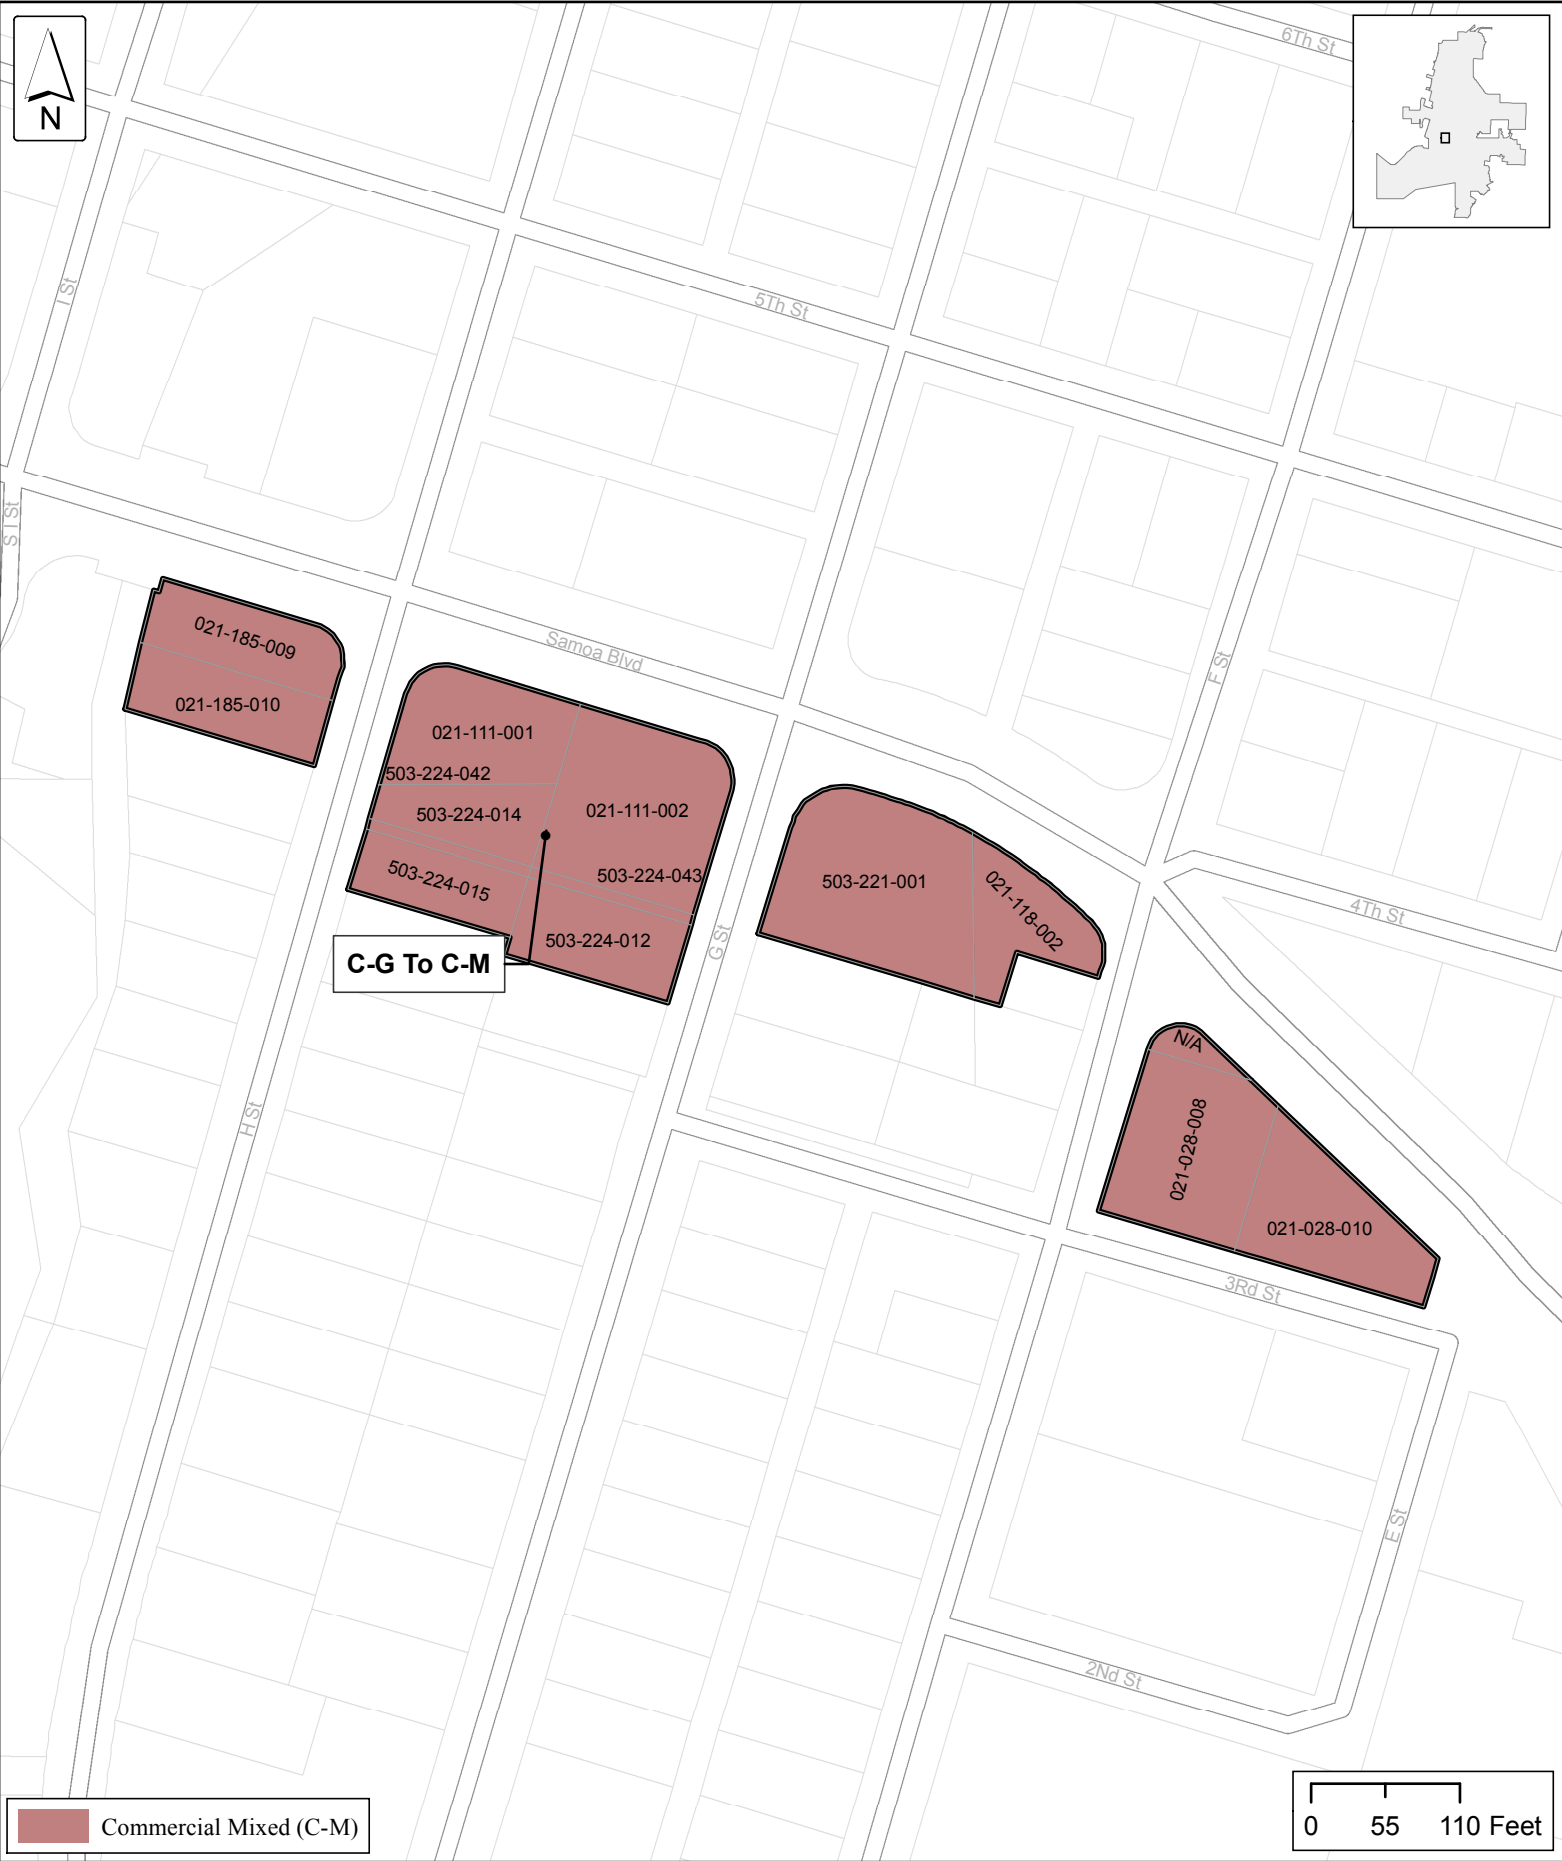 N
6Th St
I St
5Th St
S I St
021-185-009
Samoa Blvd
F St
021-185-010
021-111-001
503-224-042
021-111-002
503-224-014
503-224-043
503-221-001
021-118-002
503-224-015
4Th St
503-224-012
G St
C-G To C-M
N/A
H St
021-028-008
021-028-010
3Rd St
E St
2Nd St
Commercial Mixed (C-M)
0 55 110 Feet